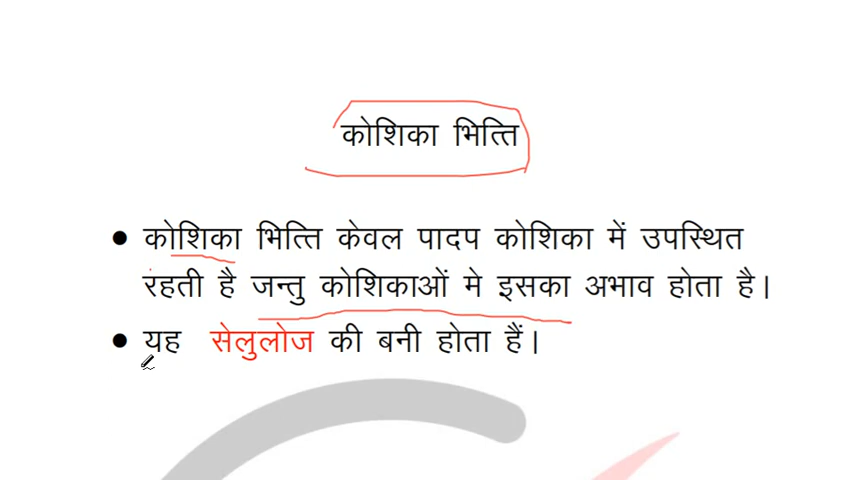 कोशिका भित्ति
• कोशिका भित्ति केवल पादप कोशिका में उपस्थित
रहती है जन्तु कोशिकाओं मे इसका अभाव होता है।
• यह सेलुलोज की बनी होता हैं।